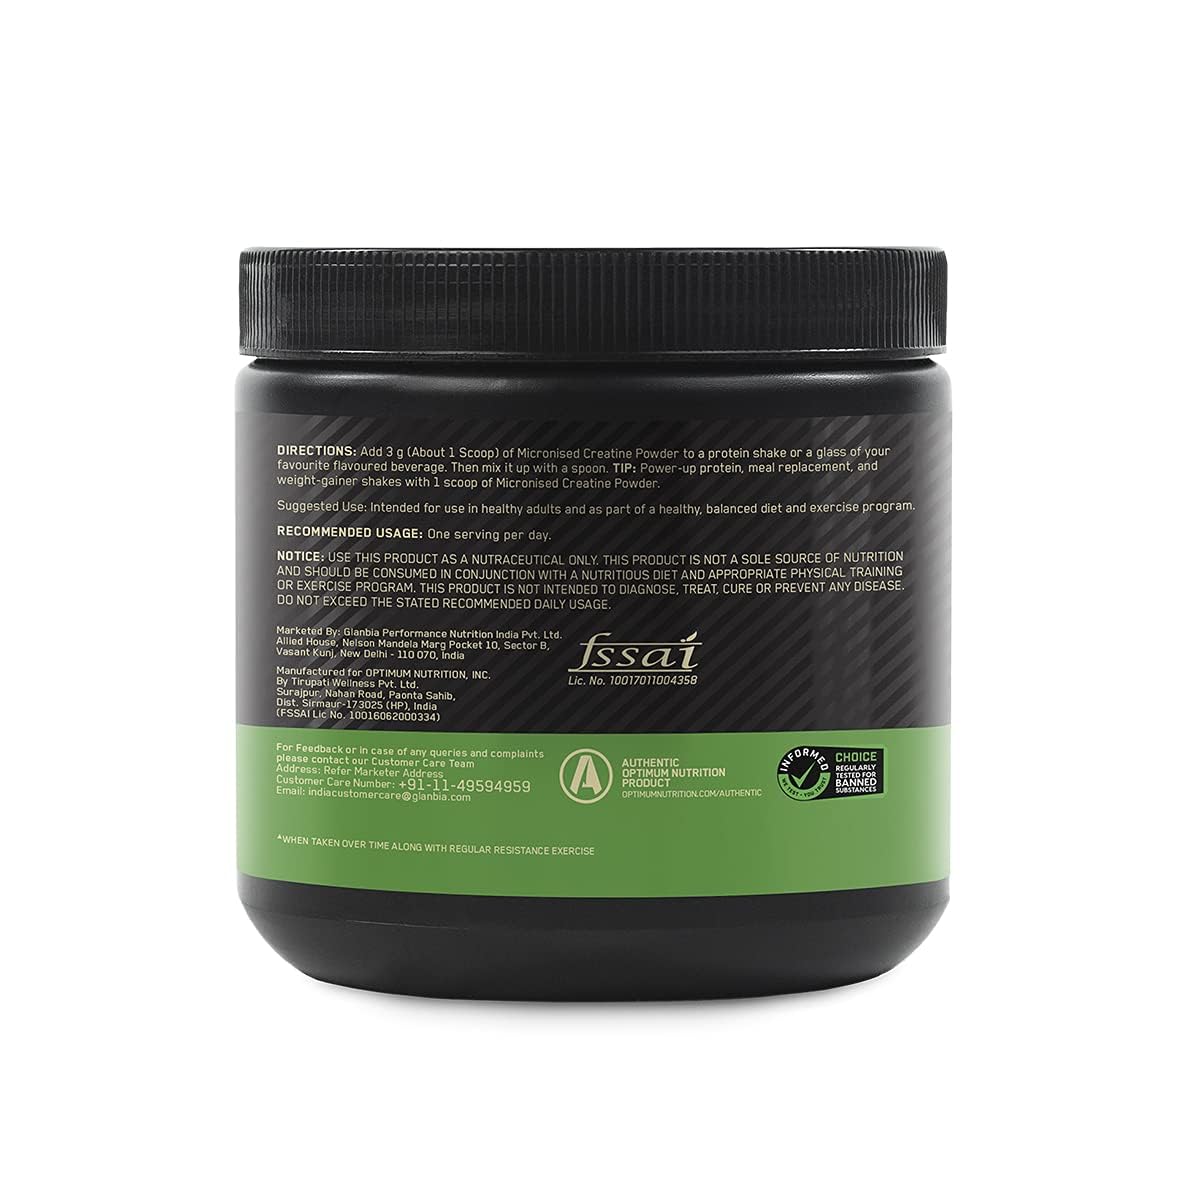 DIRECTIONS: Add 3 g (About 1 Scoop) of Micronised Creatine Powder to a protein shake or a glass of your
favourite flavoured beverage. Then mix it up with a spoon. TIP: Power-up protein, meal replacement, and
weight-gainer shakes with 1 scoop of Micronised Creatine Powder.
Suggested Use: Intended for use in healthy adults and as part of a healthy, balanced diet and exercise program.
RECOMMENDED USAGE: One serving per day.
NOTICE: USE THIS PRODUCT AS A NUTRACEUTICAL ONLY. THIS PRODUCT IS NOT A SOLE SOURCE OF NUTRITION
AND SHOULD BE CONSUMED IN CONJUNCTION WITH A NUTRITIOUS DIET AND APPROPRIATE PHYSICAL TRAINING
OR EXERCISE PROGRAM. THIS PRODUCT IS NOT INTENDED TO DIAGNOSE, TREAT, CURE OR PREVENT ANY DISEASE.
DO NOT EXCEED THE STATED RECOMMENDED DAILY USAGE.
Marketed By: Glanbia Performance Nutrition India Pvt. Ltd.
Allied House, Nelson Mandela Marg Pocket 10, Sector B,
Vasant Kunj, New Delhi - 110 070, India
Manufactured for OPTIMUM NUTRITION, INC.
By Tirupati Wellness Pvt. Ltd.
Surajpur, Nahan Road, Paonta Sahib,
Dist. Sirmaur-173025 (HP), India
(FSSAI Lic No. 10016062000334)
fssai
Lic. No. 10017011004358
For Feedback or in case of any queries and complaints
please contact our Customer Care Team
Address: Refer Marketer Address
Customer Care Number: +91-11-49594959
Email: indiacustomercare@glanbia.com
A
AUTHENTIC
OPTIMUM NUTRITION
PRODUCT
OPTIMUMNUTRITION.COM/AUTHENTIC
INFORMED
WE TEST • YOU TRUST
CHOICE
REGULARLY
TESTED FOR
BANNED
SUBSTANCES
▲WHEN TAKEN OVER TIME ALONG WITH REGULAR RESISTANCE EXERCISE